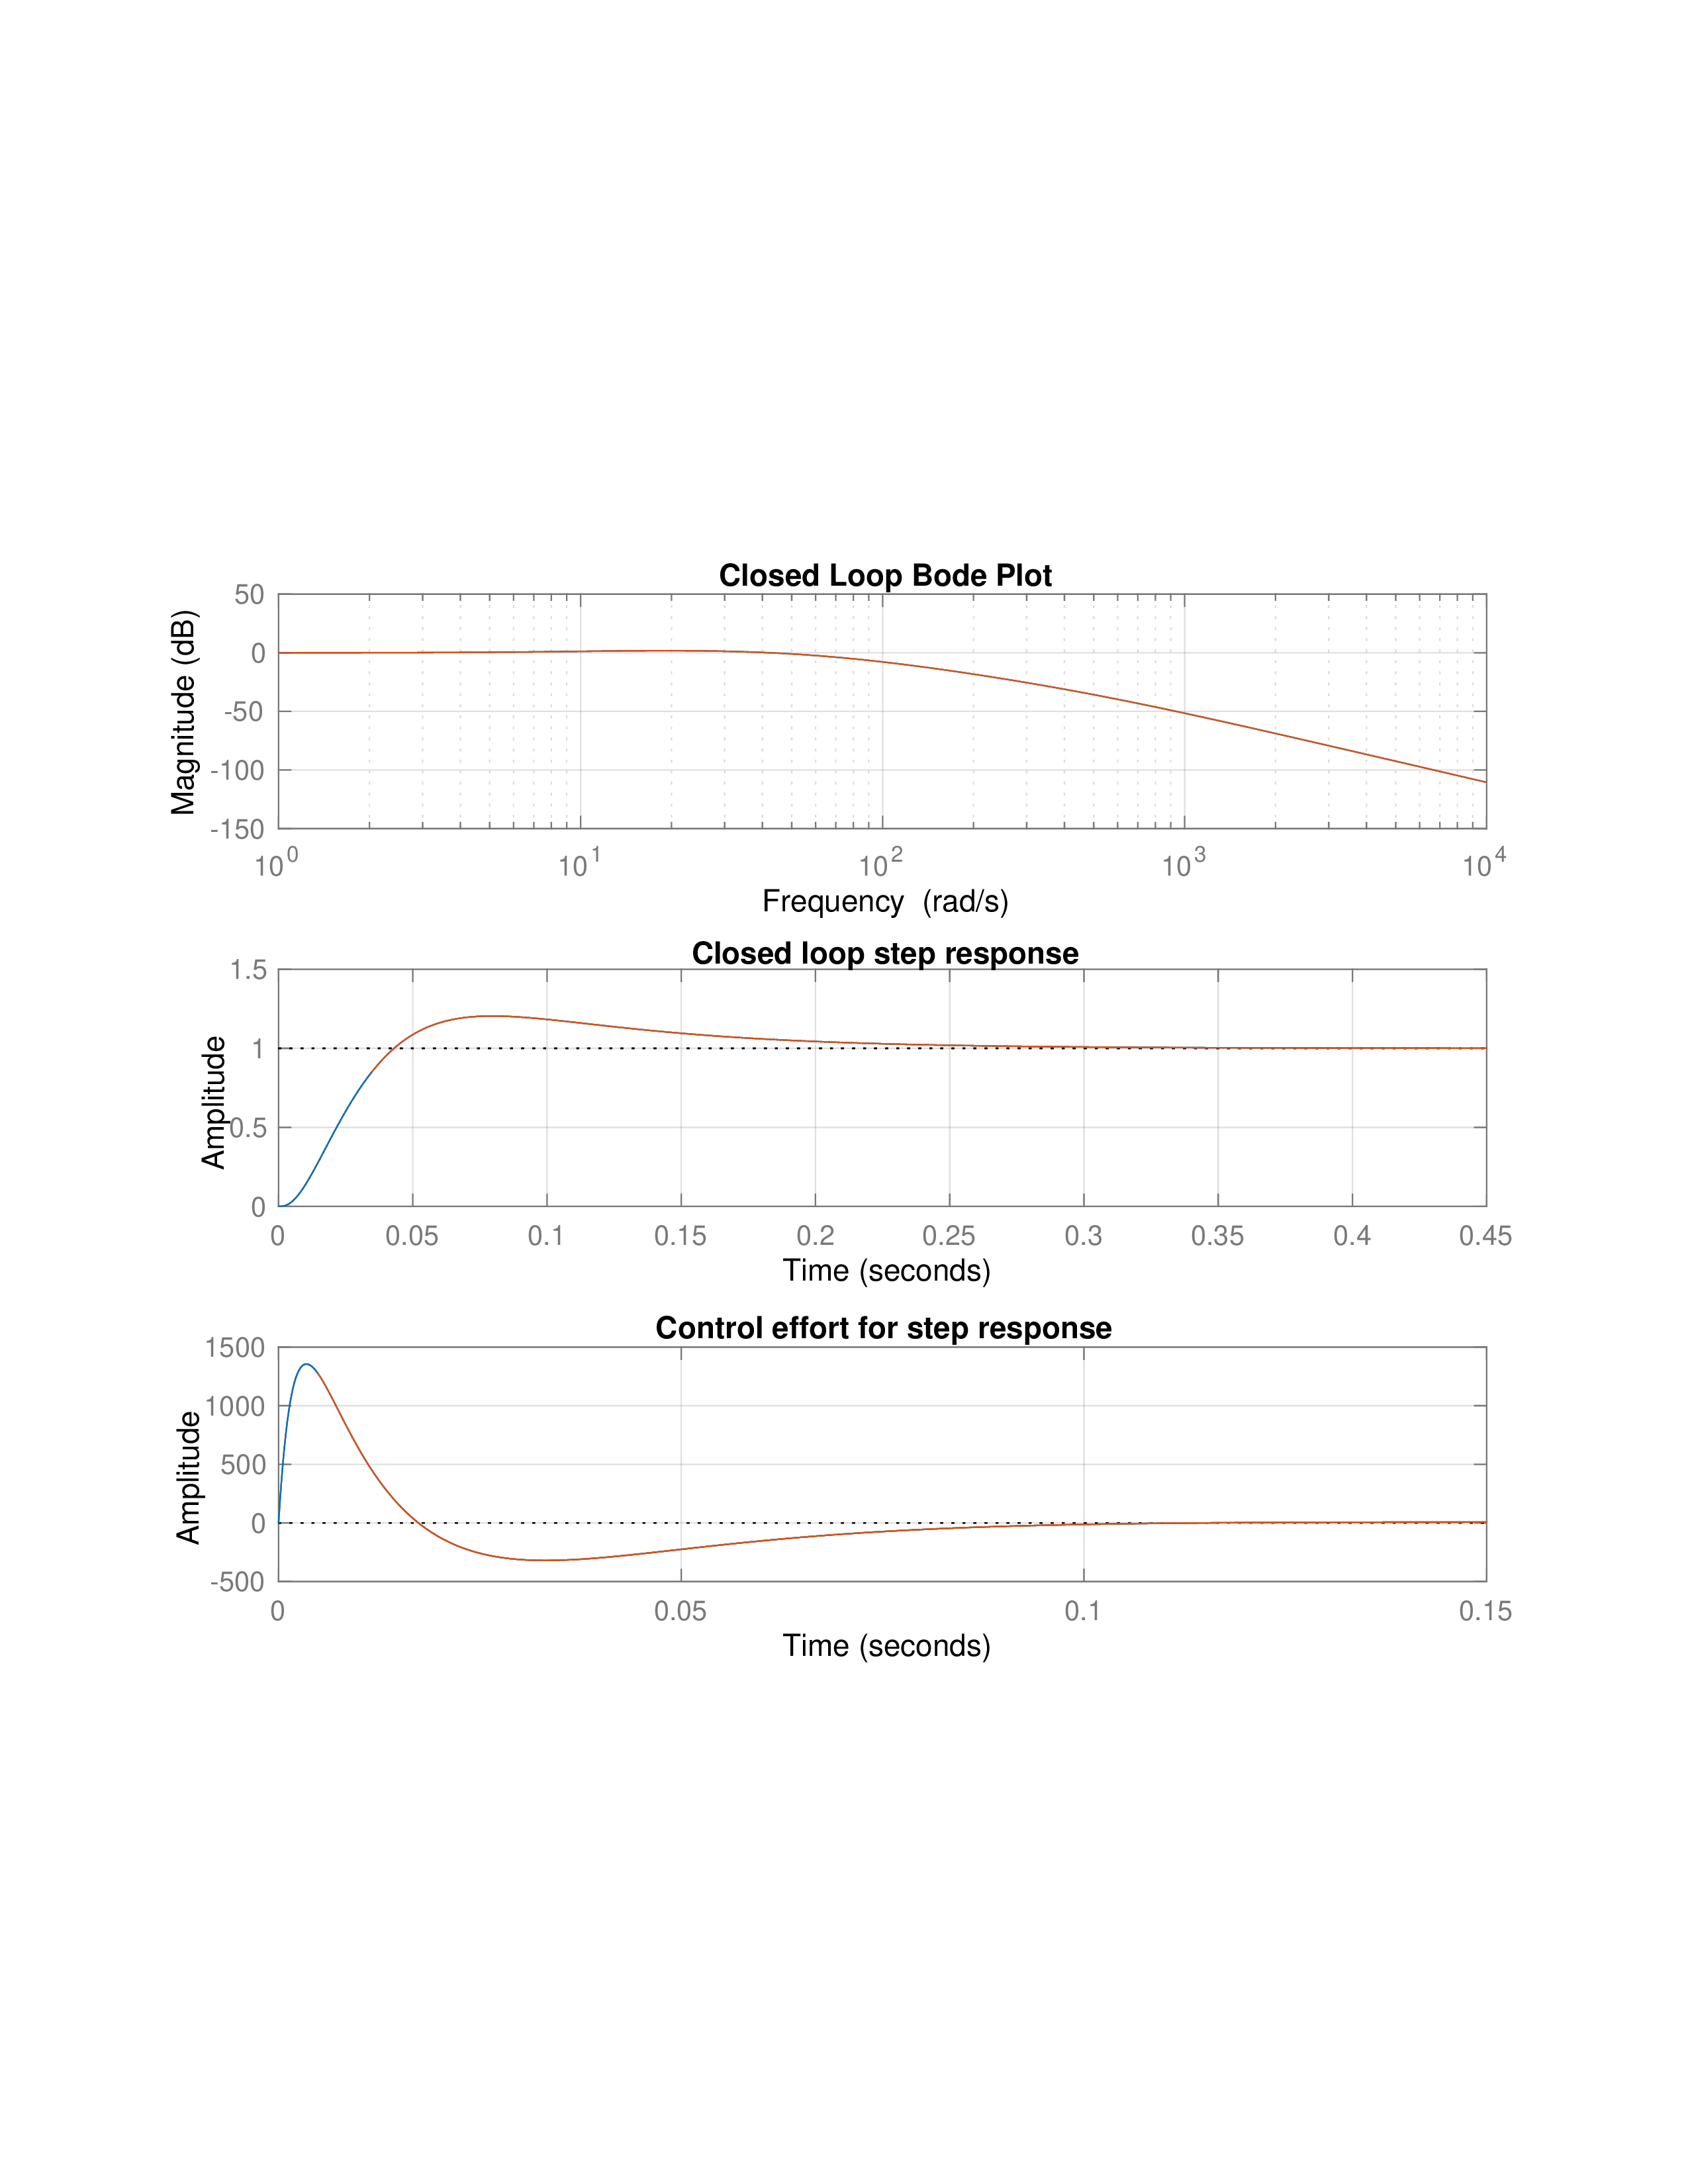 Closed Loop Bode Plot
50
0
-50
-100
-150
Magnitude (dB)
10^0 10^1 10^2 10^3 10^4
Frequency (rad/s)
Closed loop step response
1.5
1
0.5
0
Amplitude
0 0.05 0.1 0.15 0.2 0.25 0.3 0.35 0.4 0.45
Time (seconds)
Control effort for step response
1500
1000
500
0
-500
Amplitude
0 0.05 0.1 0.15
Time (seconds)